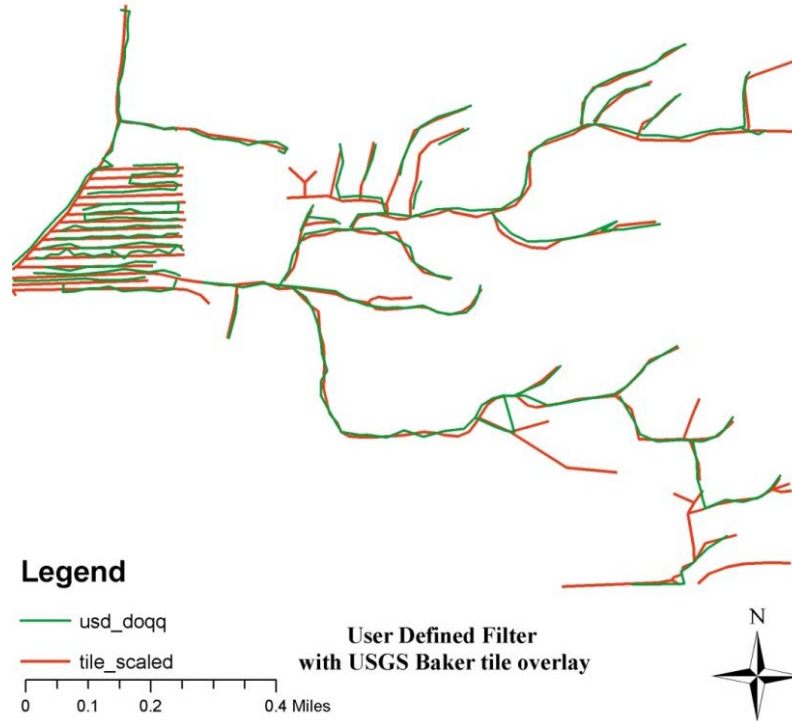 Legend
usd_doqq
tile_scaled
User Defined Filter
with USGS Baker tile overlay
N
0 0.1 0.2 0.4 Miles